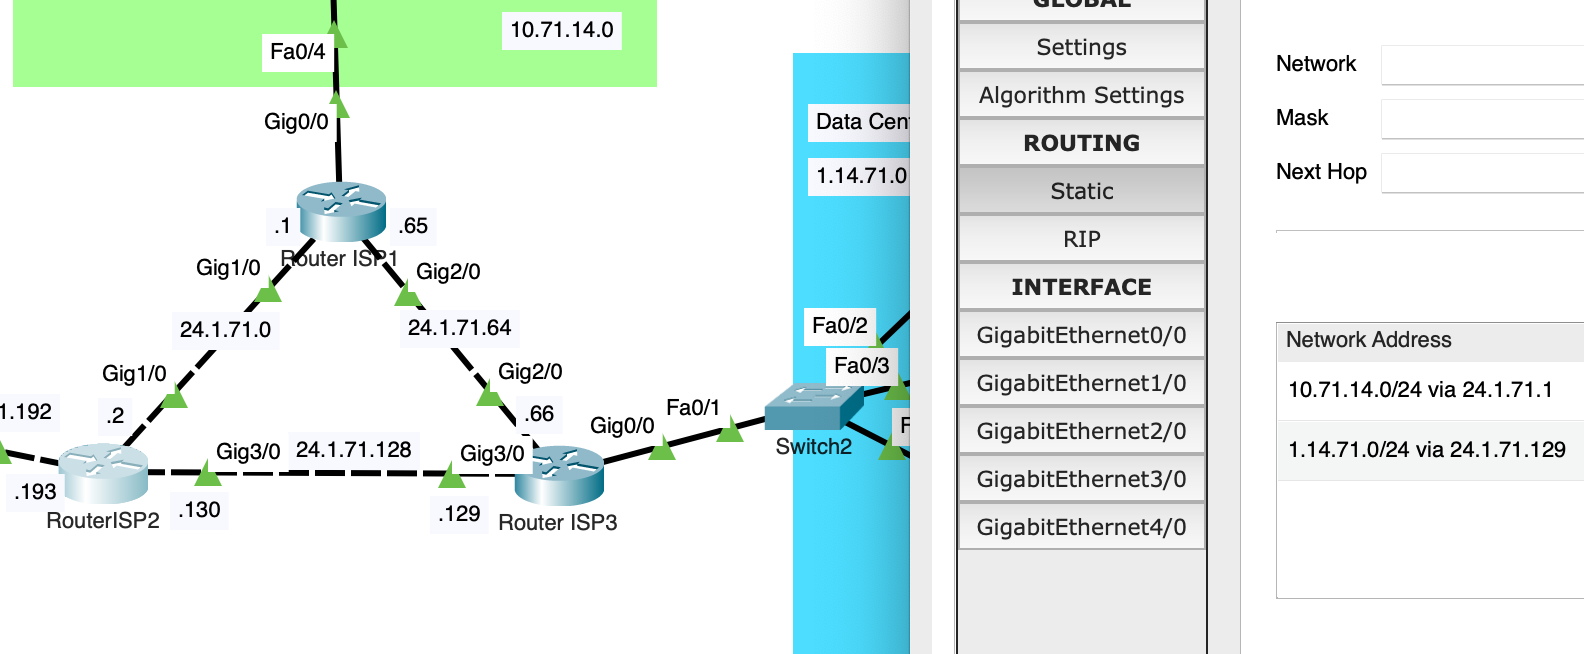 10.71.14.0
Fa0/4
Gig0/0
.1
.65
Router ISP1
Gig1/0
Gig2/0
24.1.71.0
24.1.71.64
Gig1/0
Gig2/0
1.192
.2
.66
Gig3/0
24.1.71.128
Gig3/0
Gig0/0
Fa0/1
.193
.130
.129
RouterISP2
Router ISP3
Data Cen
1.14.71.0
Fa0/2
Fa0/3
F
Switch2
GLOBAL
Settings
Algorithm Settings
ROUTING
Static
RIP
INTERFACE
GigabitEthernet0/0
GigabitEthernet1/0
GigabitEthernet2/0
GigabitEthernet3/0
GigabitEthernet4/0
Network
Mask
Next Hop
Network Address
10.71.14.0/24 via 24.1.71.1
1.14.71.0/24 via 24.1.71.129